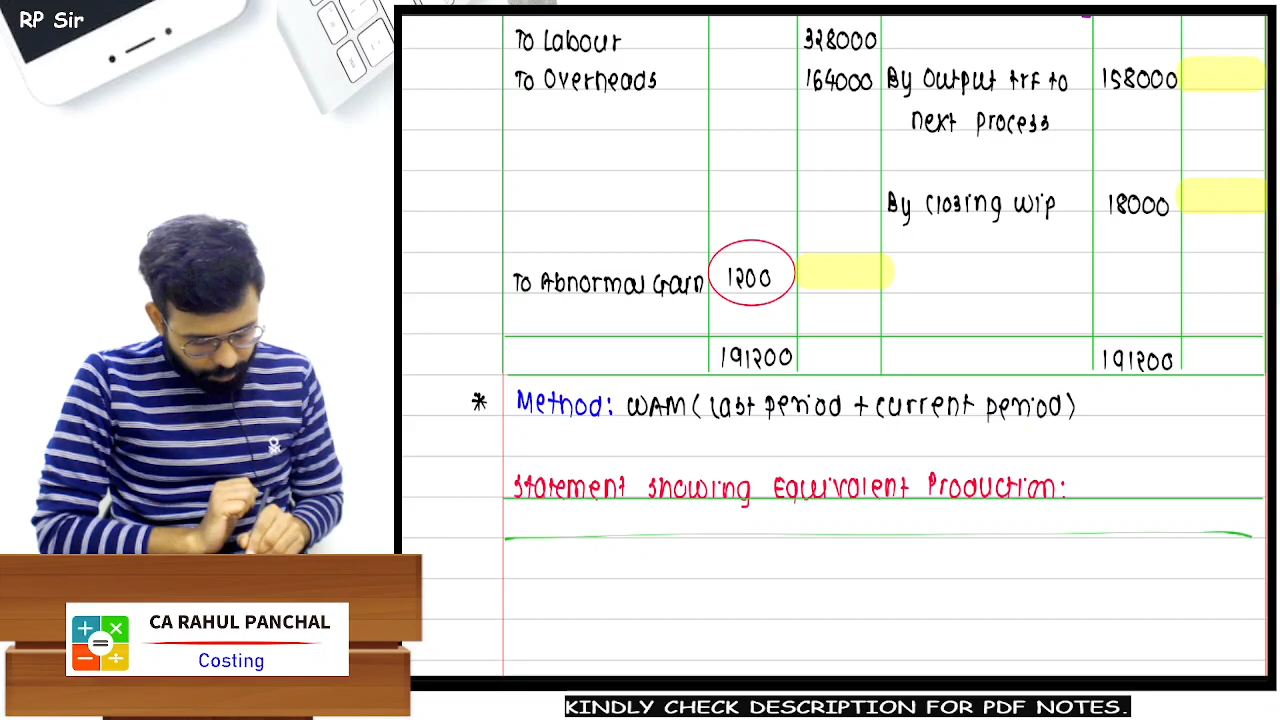 RP Sir
To Labour 328000
To Overheads 164000 By Output trf to 158000
next process
By Closing WIP 18000
To Abnormal Gain 1200
191200 191200
* Method: WAM (last period + current period)
Statement showing Equivalent Production:
CA RAHUL PANCHAL
Costing
KINDLY CHECK DESCRIPTION FOR PDF NOTES.